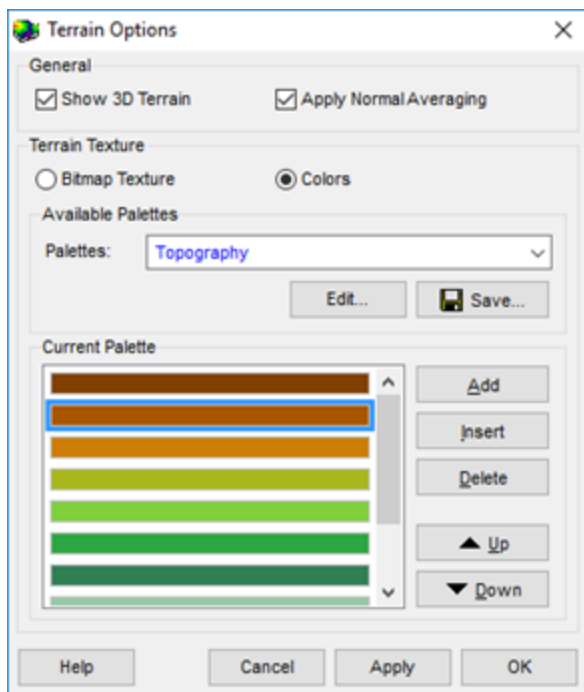 Terrain Options
General
Show 3D Terrain
Apply Normal Averaging
Terrain Texture
Bitmap Texture
Colors
Available Palettes
Palettes:
Topography
Edit...
Save...
Current Palette
Add
Insert
Delete
Up
Down
Help
Cancel
Apply
OK